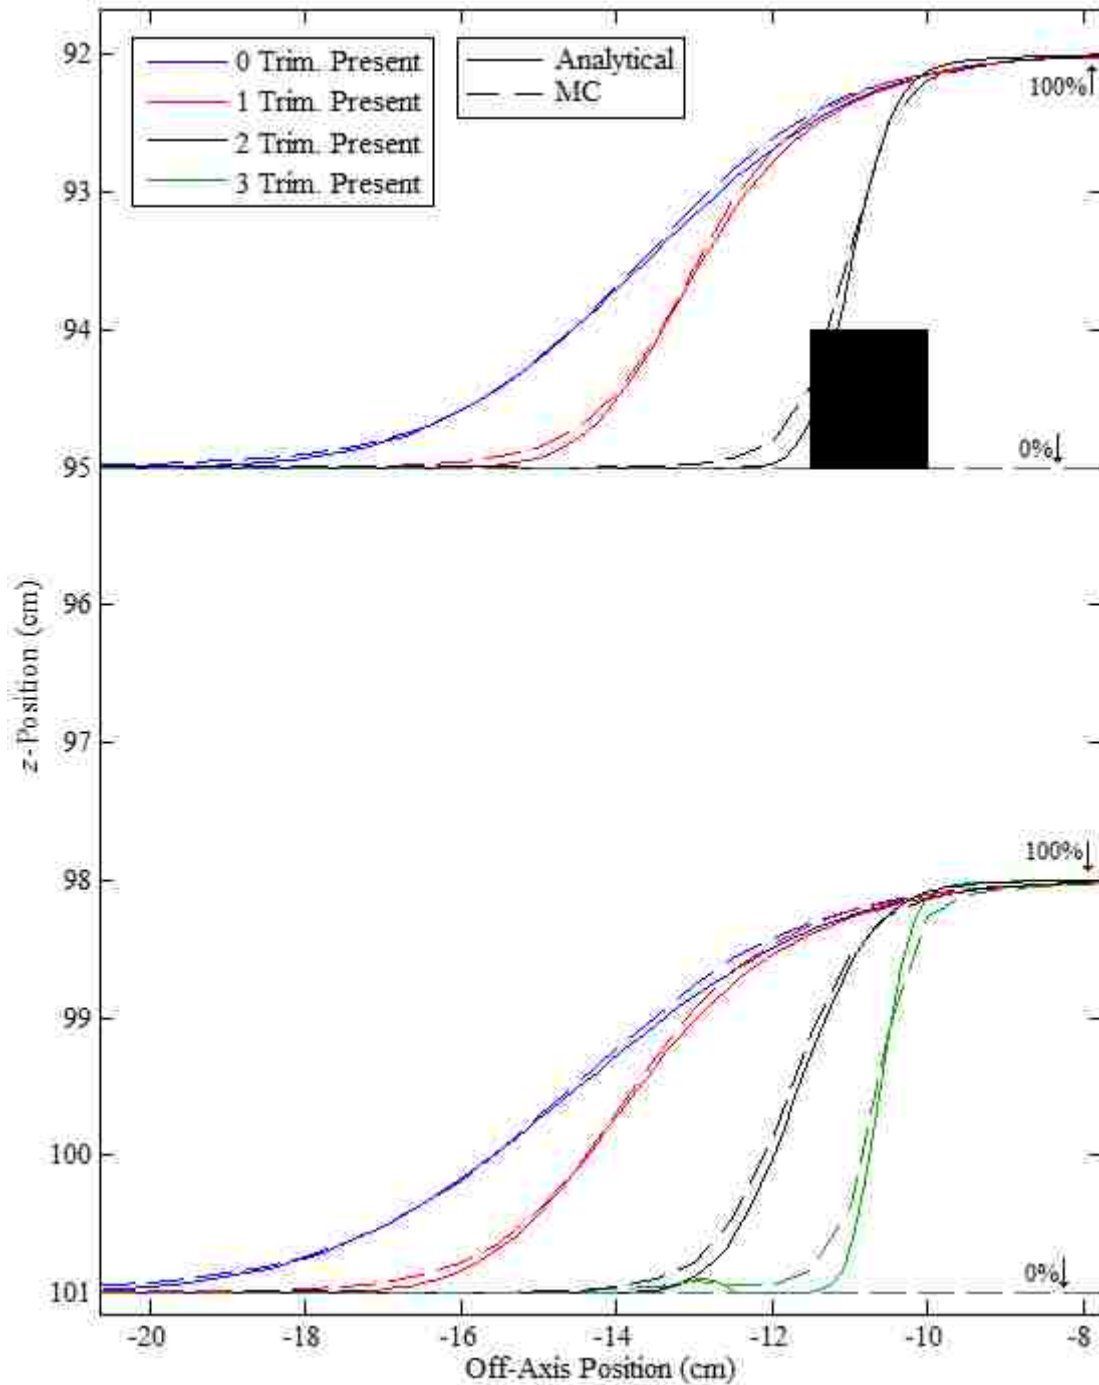 92
93
94
95
96
97
98
99
100
101
z-Position (cm)
0 Trim. Present
1 Trim. Present
2 Trim. Present
3 Trim. Present
Analytical
MC
100%↑
0%↓
100%↓
0%↓
-20
-18
-16
-14
-12
-10
-8
Off-Axis Position (cm)